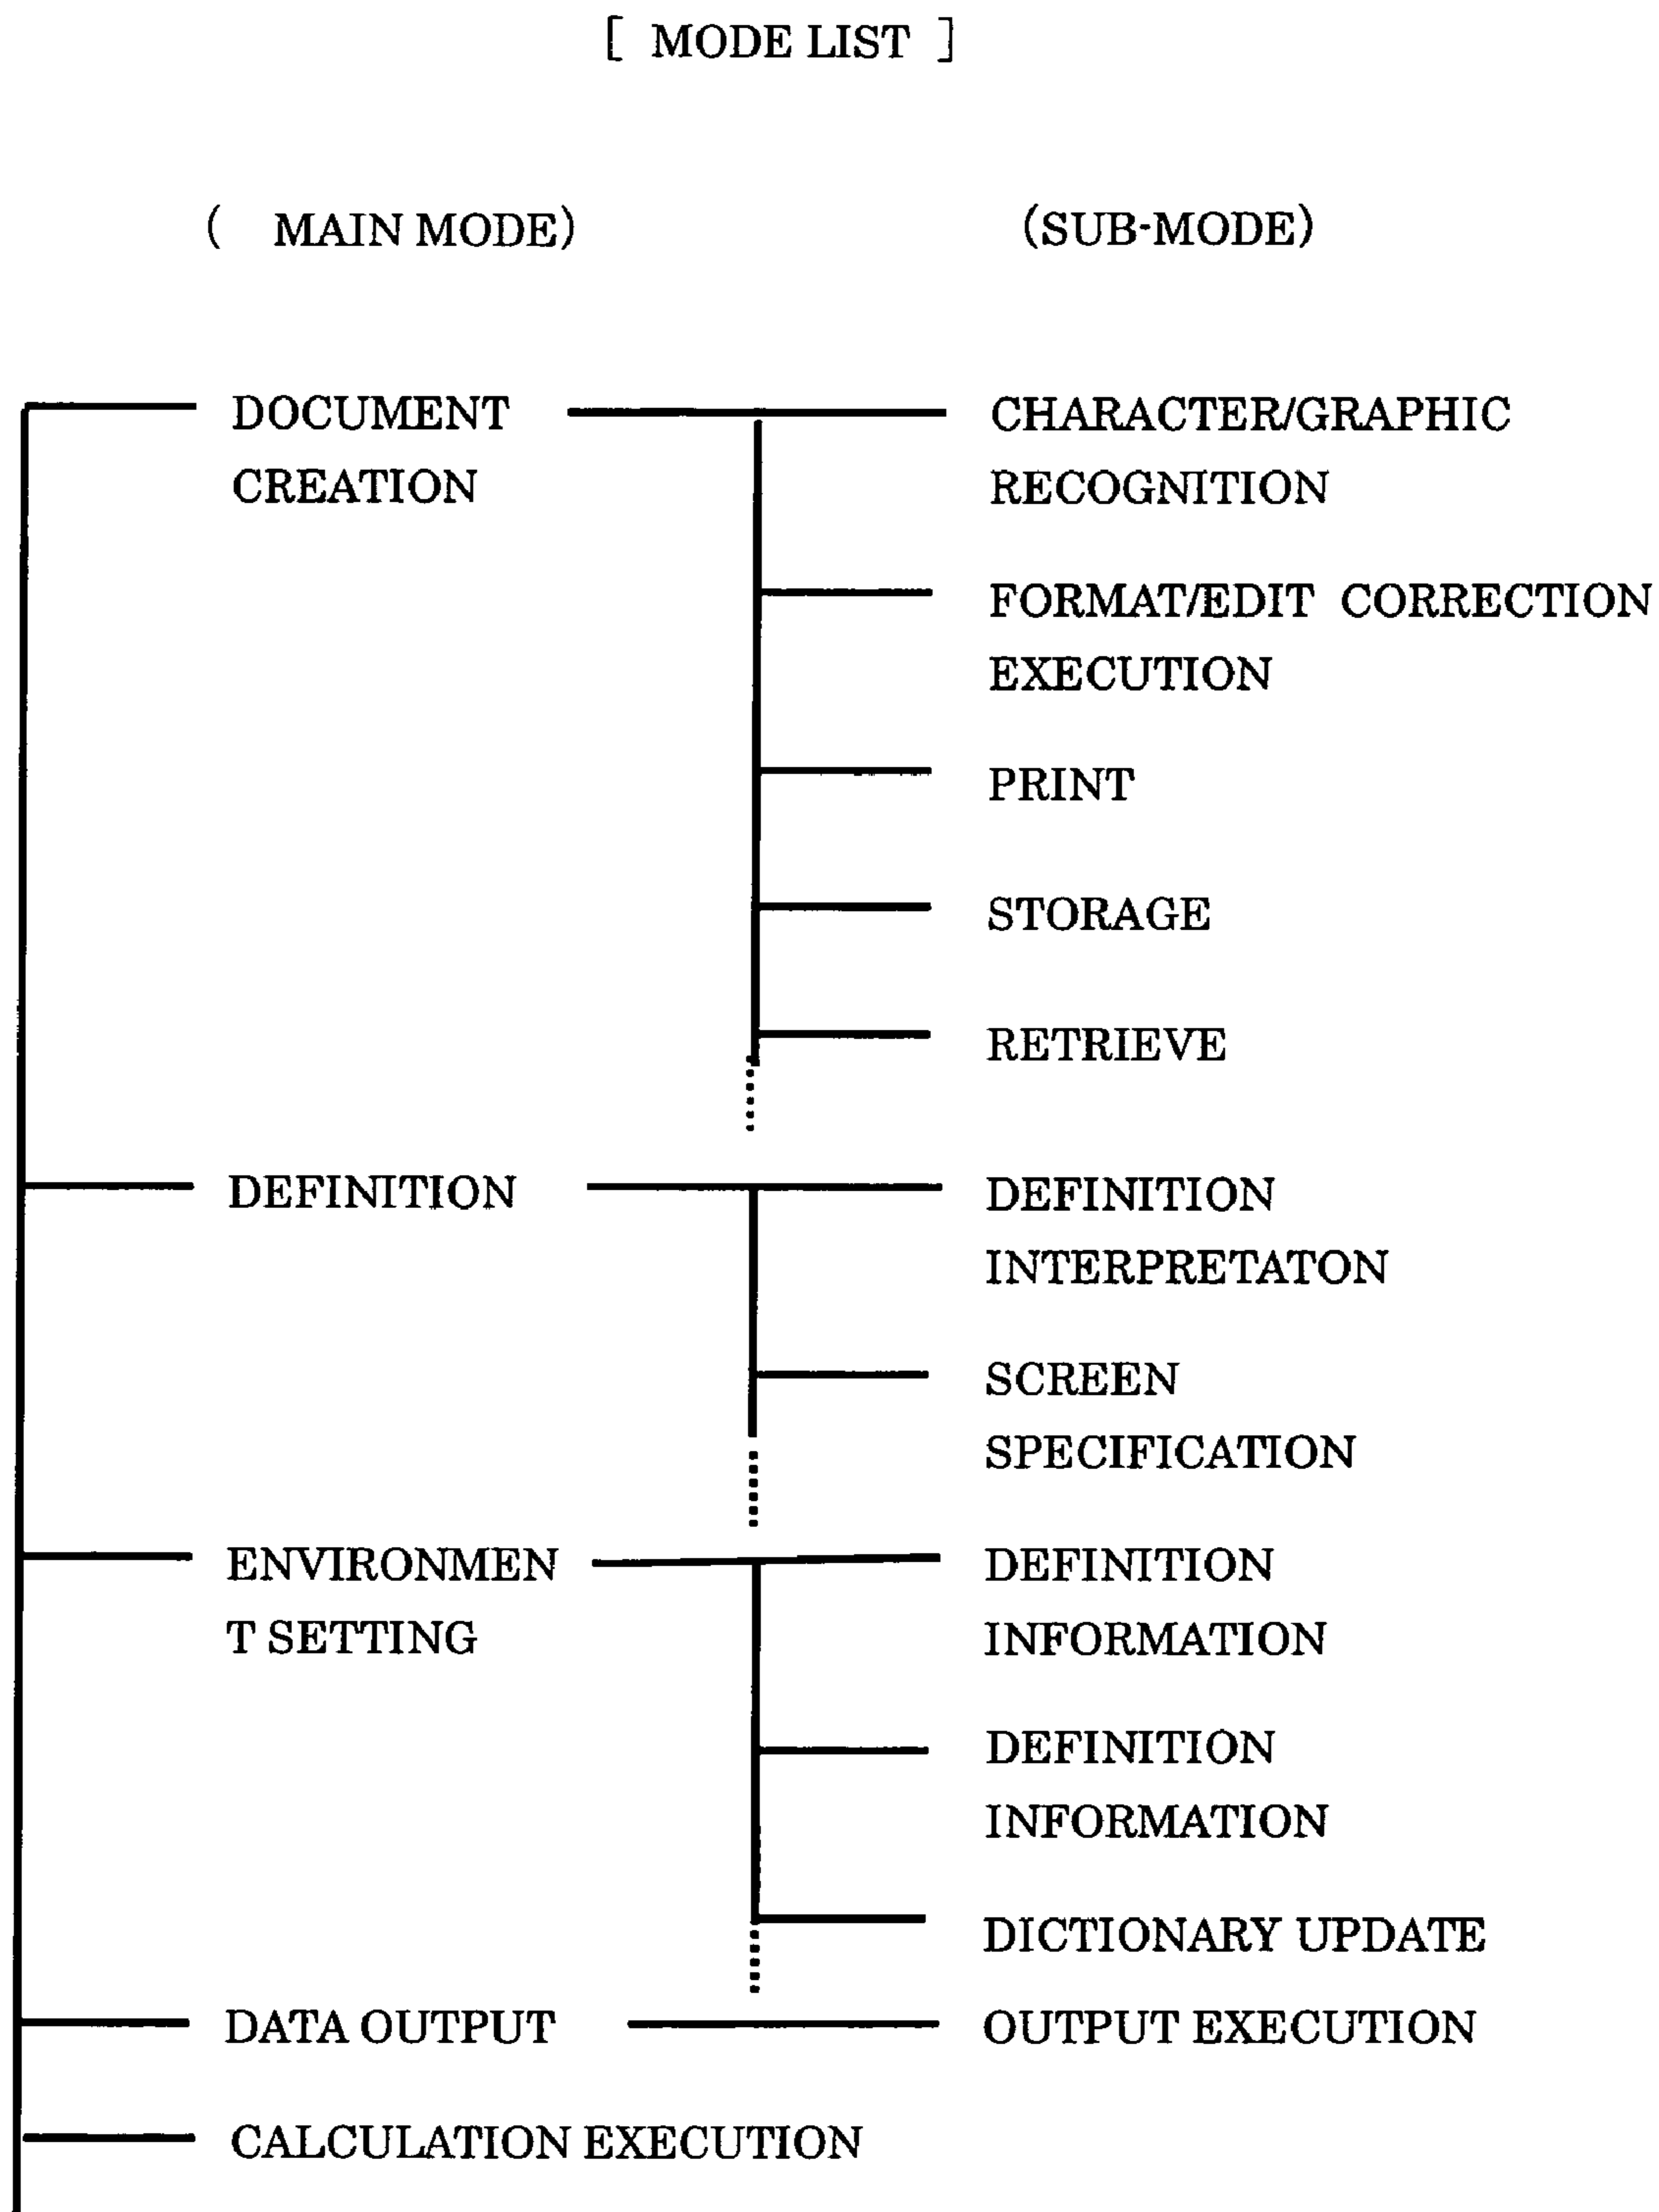 [ MODE LIST ]
( MAIN MODE) (SUB-MODE)
DOCUMENT
CREATION
CHARACTER/GRAPHIC
RECOGNITION
FORMAT/EDIT CORRECTION
EXECUTION
PRINT
STORAGE
RETRIEVE
DEFINITION
DEFINITION
INTERPRETATON
SCREEN
SPECIFICATION
ENVIRONMEN
T SETTING
DEFINITION
INFORMATION
DEFINITION
INFORMATION
DICTIONARY UPDATE
DATA OUTPUT
OUTPUT EXECUTION
CALCULATION EXECUTION